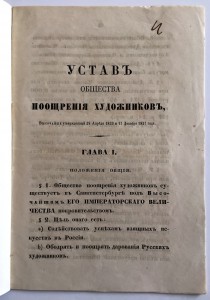 УСТАВЪ
ОБЩЕСТВА
ПООЩРЕНІЯ ХУДОЖНИКОВЪ,
ГЛАВА I.
ПОЛОЖЕНІЯ ОБЩІЯ.
§ 1. Общество поощренія художниковъ су-
ществуетъ въ Санктпетербургѣ подъ Высо-
чайшимъ ЕГО ИМПЕРАТОРСКАГО ВЕЛИ-
ЧЕСТВА покровительствомъ.
§ 2. Цѣль онаго есть:
а) Содѣйствовать успѣхамъ изящныхъ ис-
кусствъ въ Россіи.
б) Ободрять и поощрять дарованія Русскихъ
художниковъ.